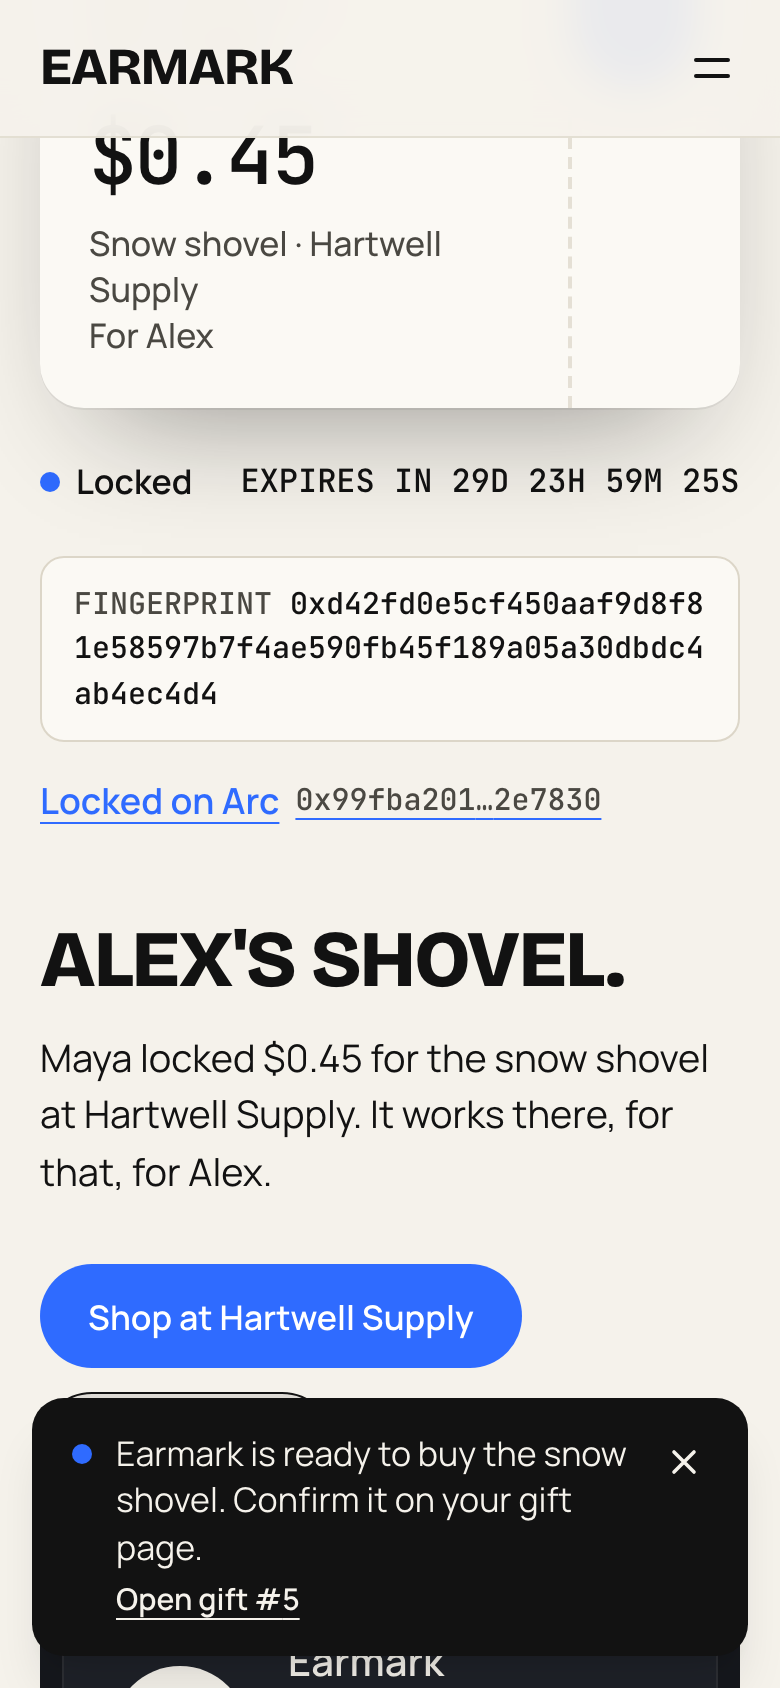 EARMARK
$0.45
Snow shovel · Hartwell
Supply
For Alex
Locked EXPIRES IN 29D 23H 59M 25S
FINGERPRINT 0xd42fd0e5cf450aaf9d8f8
1e58597b7f4ae590fb45f189a05a30dbdc4
ab4ec4d4
Locked on Arc 0x99fba201…2e7830
ALEX'S SHOVEL.
Maya locked $0.45 for the snow shovel
at Hartwell Supply. It works there, for
that, for Alex.
Shop at Hartwell Supply
Earmark is ready to buy the snow
shovel. Confirm it on your gift
page.
Open gift #5
Earmark